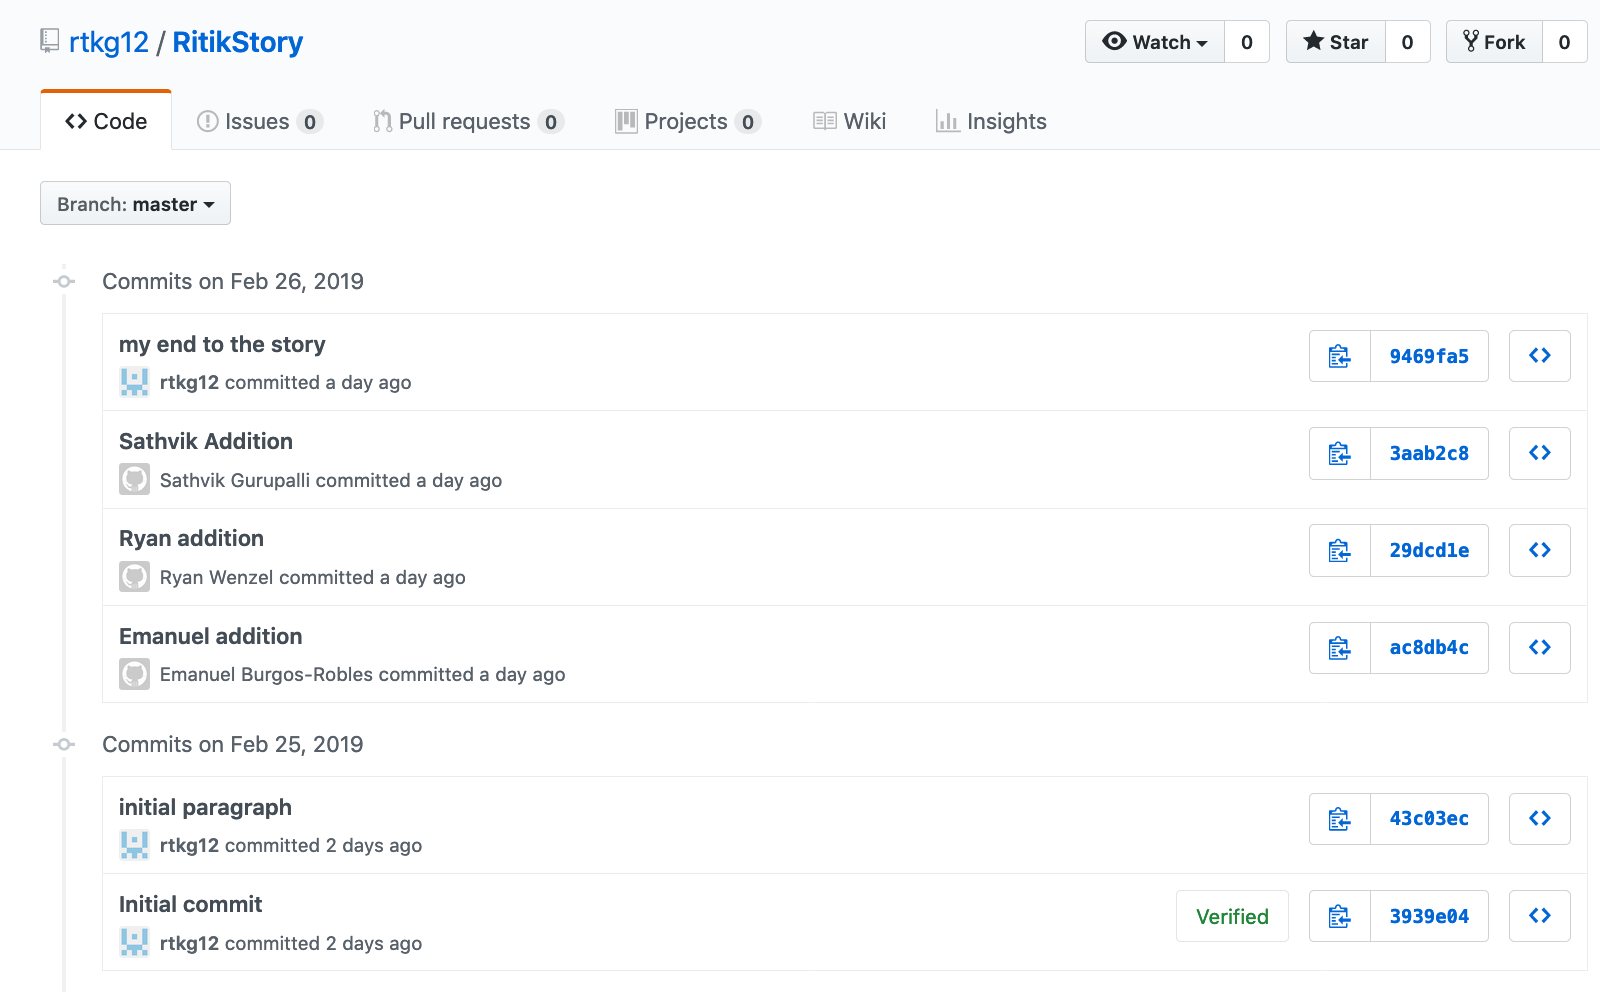 rtkg12 / RitikStory
Watch 0 Star 0 Fork 0
Code Issues 0 Pull requests 0 Projects 0 Wiki Insights
Branch: master
Commits on Feb 26, 2019
my end to the story
rtkg12 committed a day ago
9469fa5
Sathvik Addition
Sathvik Gurupalli committed a day ago
3aab2c8
Ryan addition
Ryan Wenzel committed a day ago
29dcd1e
Emanuel addition
Emanuel Burgos-Robles committed a day ago
ac8db4c
Commits on Feb 25, 2019
initial paragraph
rtkg12 committed 2 days ago
43c03ec
Initial commit
rtkg12 committed 2 days ago
Verified 3939e04